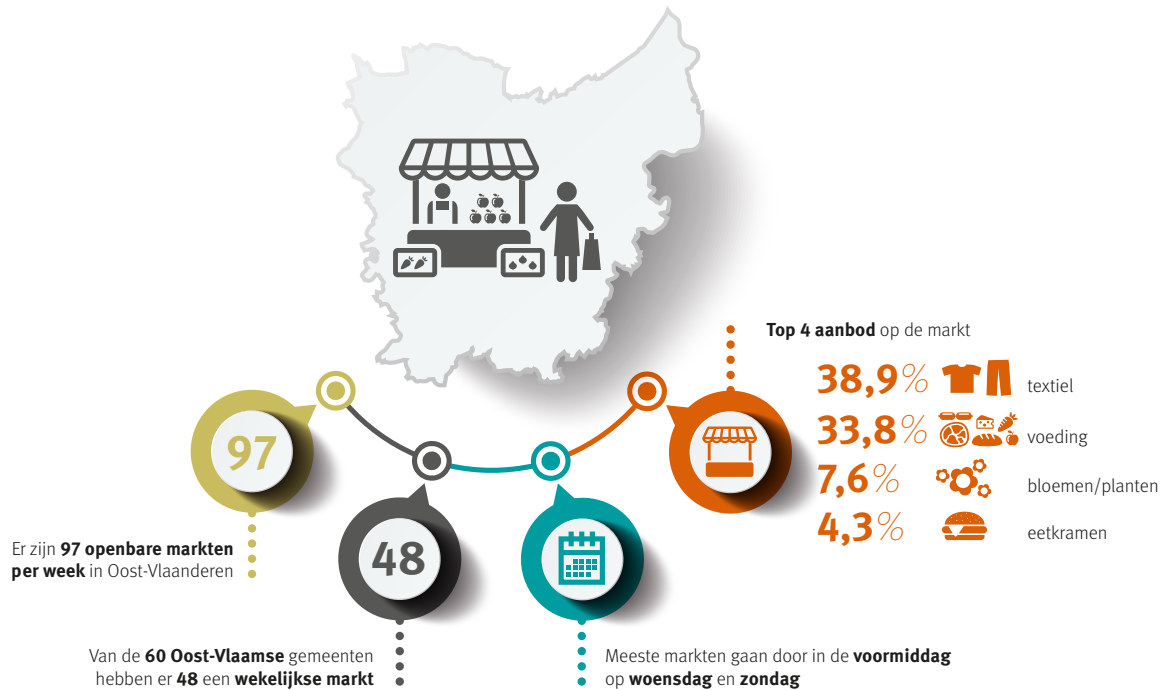 97
Er zijn 97 openbare markten
per week in Oost-Vlaanderen
48
Van de 60 Oost-Vlaamse gemeenten
hebben er 48 een wekelijkse markt
Meeste markten gaan door in de voormiddag
op woensdag en zondag
Top 4 aanbod op de markt
38,9% textiel
33,8% voeding
7,6% bloemen/planten
4,3% eetkramen